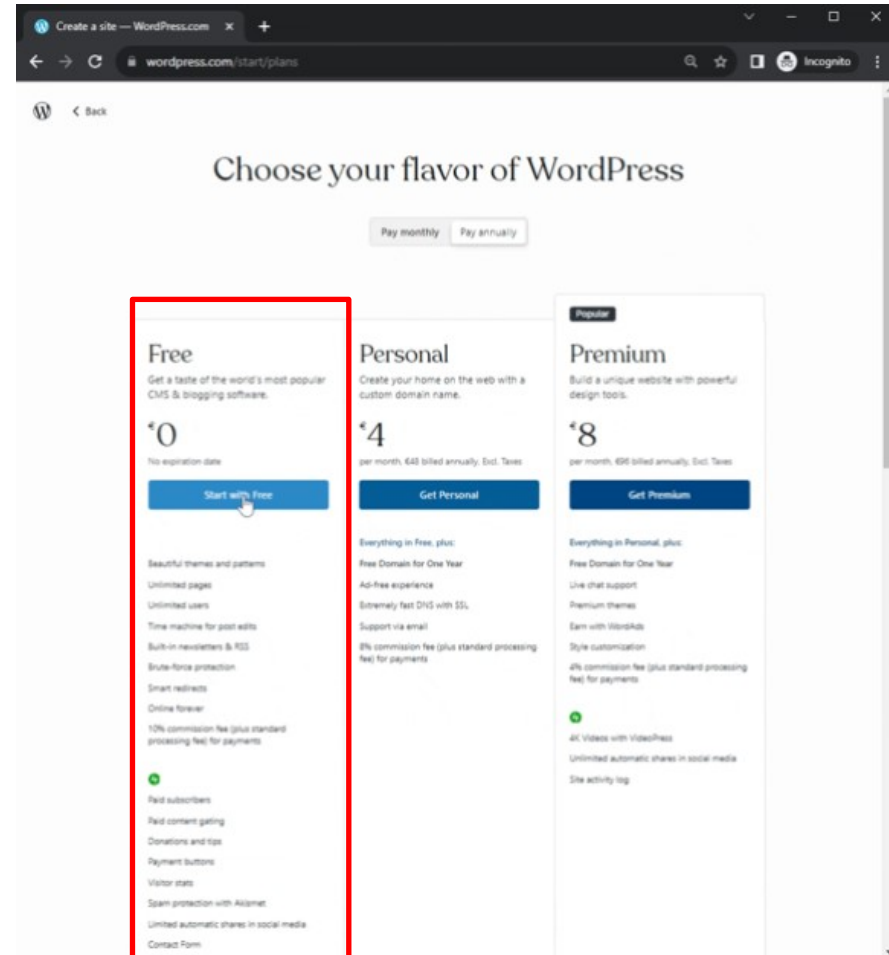 Create a site — WordPress.com
wordpress.com/start/plans
Incognito
Back
Choose your flavor of WordPress
Pay monthly
Pay annually
Free
Get a taste of the world's most popular
CMS & blogging software.
€0
No expiration date
Start with Free
Beautiful themes and patterns
Unlimited pages
Unlimited users
Time machine for post edits
Built-in newsletters & RSS
Brute-force protection
Smart redirects
Online forever
10% commission fee (plus standard
processing fee) for payments
Paid subscribers
Paid content gating
Donations and tips
Payment buttons
Visitor stats
Spam protection with Akismet
Limited automatic shares in social media
Contact Form
Personal
Create your home on the web with a
custom domain name.
€4
per month, €48 billed annually, Excl. Taxes
Get Personal
Everything in Free, plus:
Free Domain for One Year
Ad-free experience
Extremely fast DNS with SSL
Support via email
8% commission fee (plus standard processing
fee) for payments
Popular
Premium
Build a unique website with powerful
design tools.
€8
per month, €96 billed annually, Excl. Taxes
Get Premium
Everything in Personal, plus:
Free Domain for One Year
Live chat support
Premium themes
Earn with WordAds
Style customization
4% commission fee (plus standard processing
fee) for payments
4K Videos with VideoPress
Unlimited automatic shares in social media
Site activity log